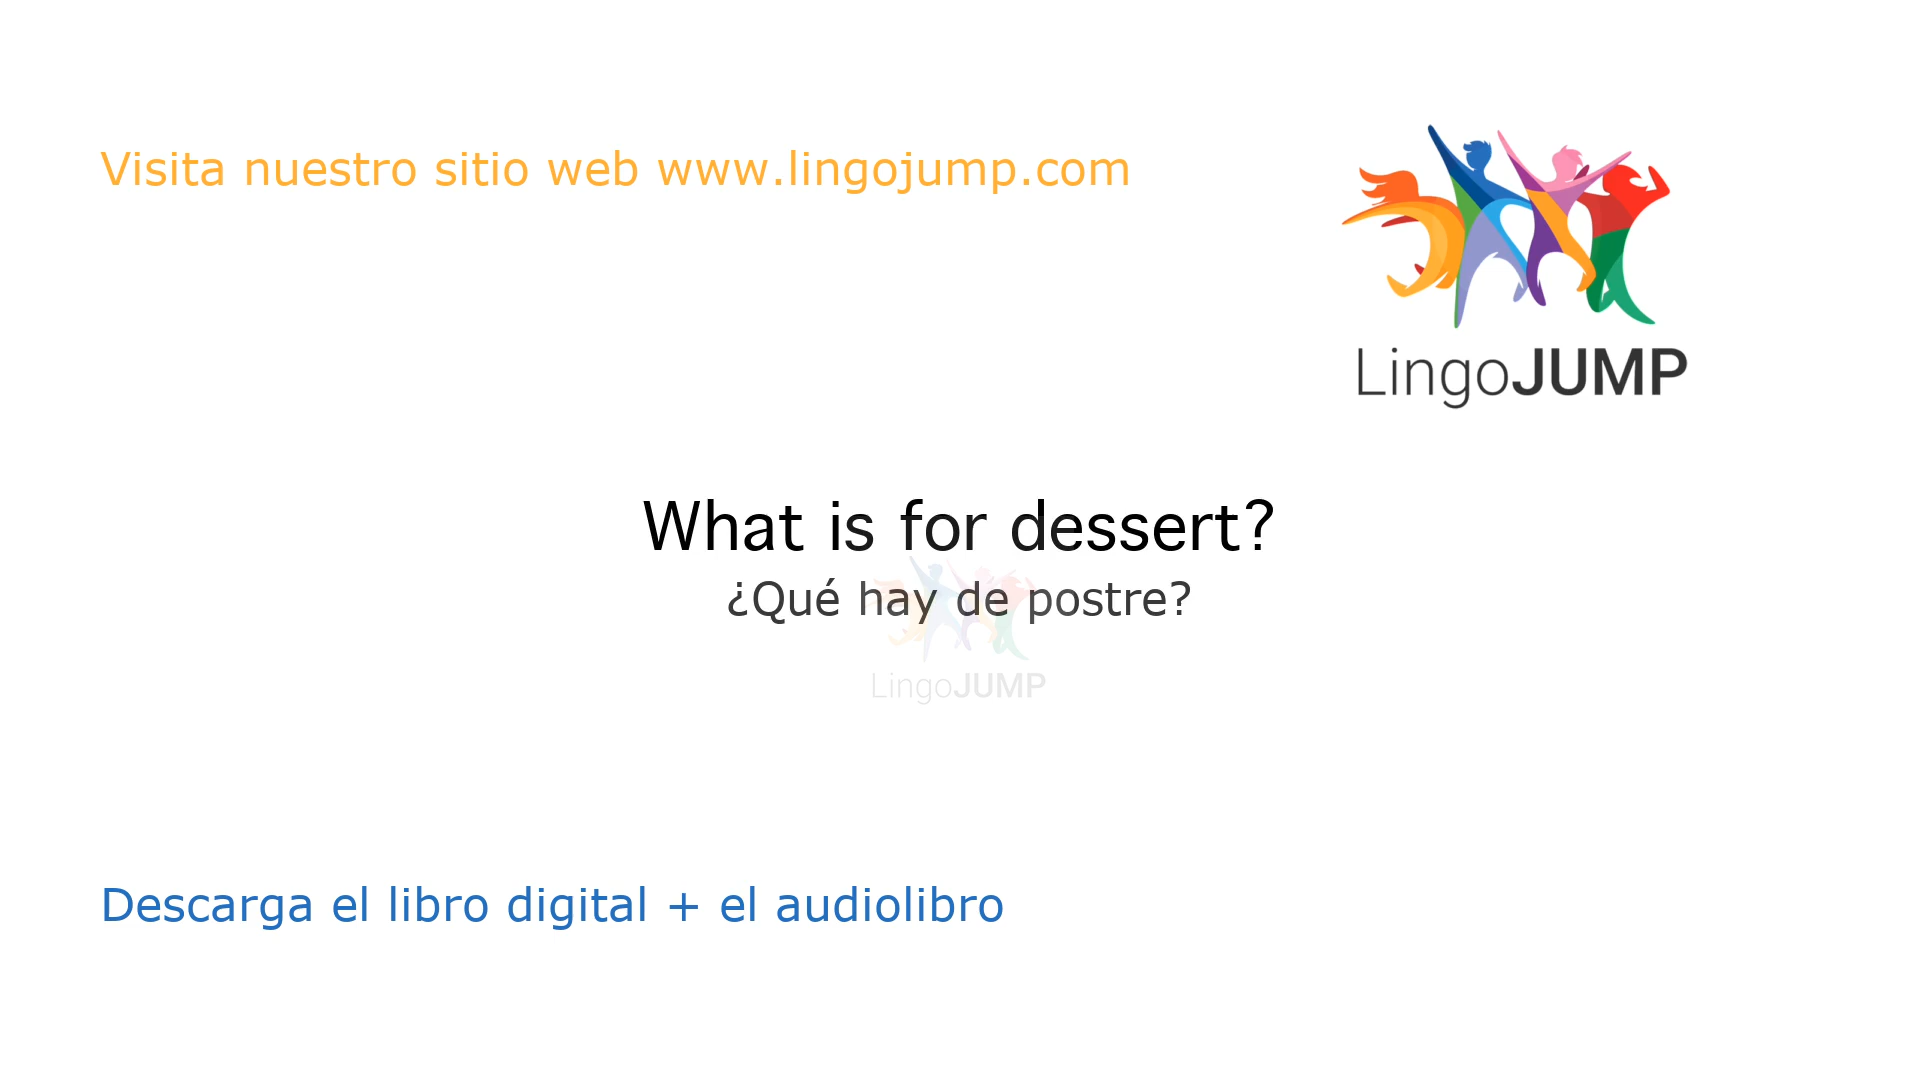 Visita nuestro sitio web www.lingojump.com
LingoJUMP
What is for dessert?
¿Qué hay de postre?
LingoJUMP
Descarga el libro digital + el audiolibro